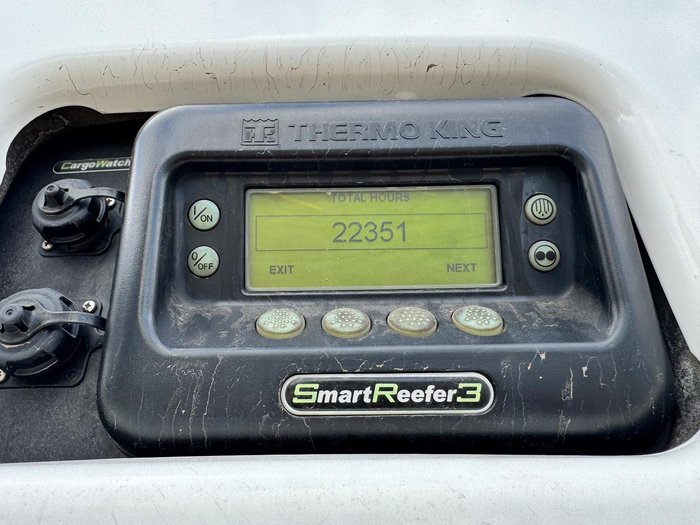 THERMO KING
CargoWatch
TOTAL HOURS
I/ON
22351
O/OFF
EXIT NEXT
SmartReefer3